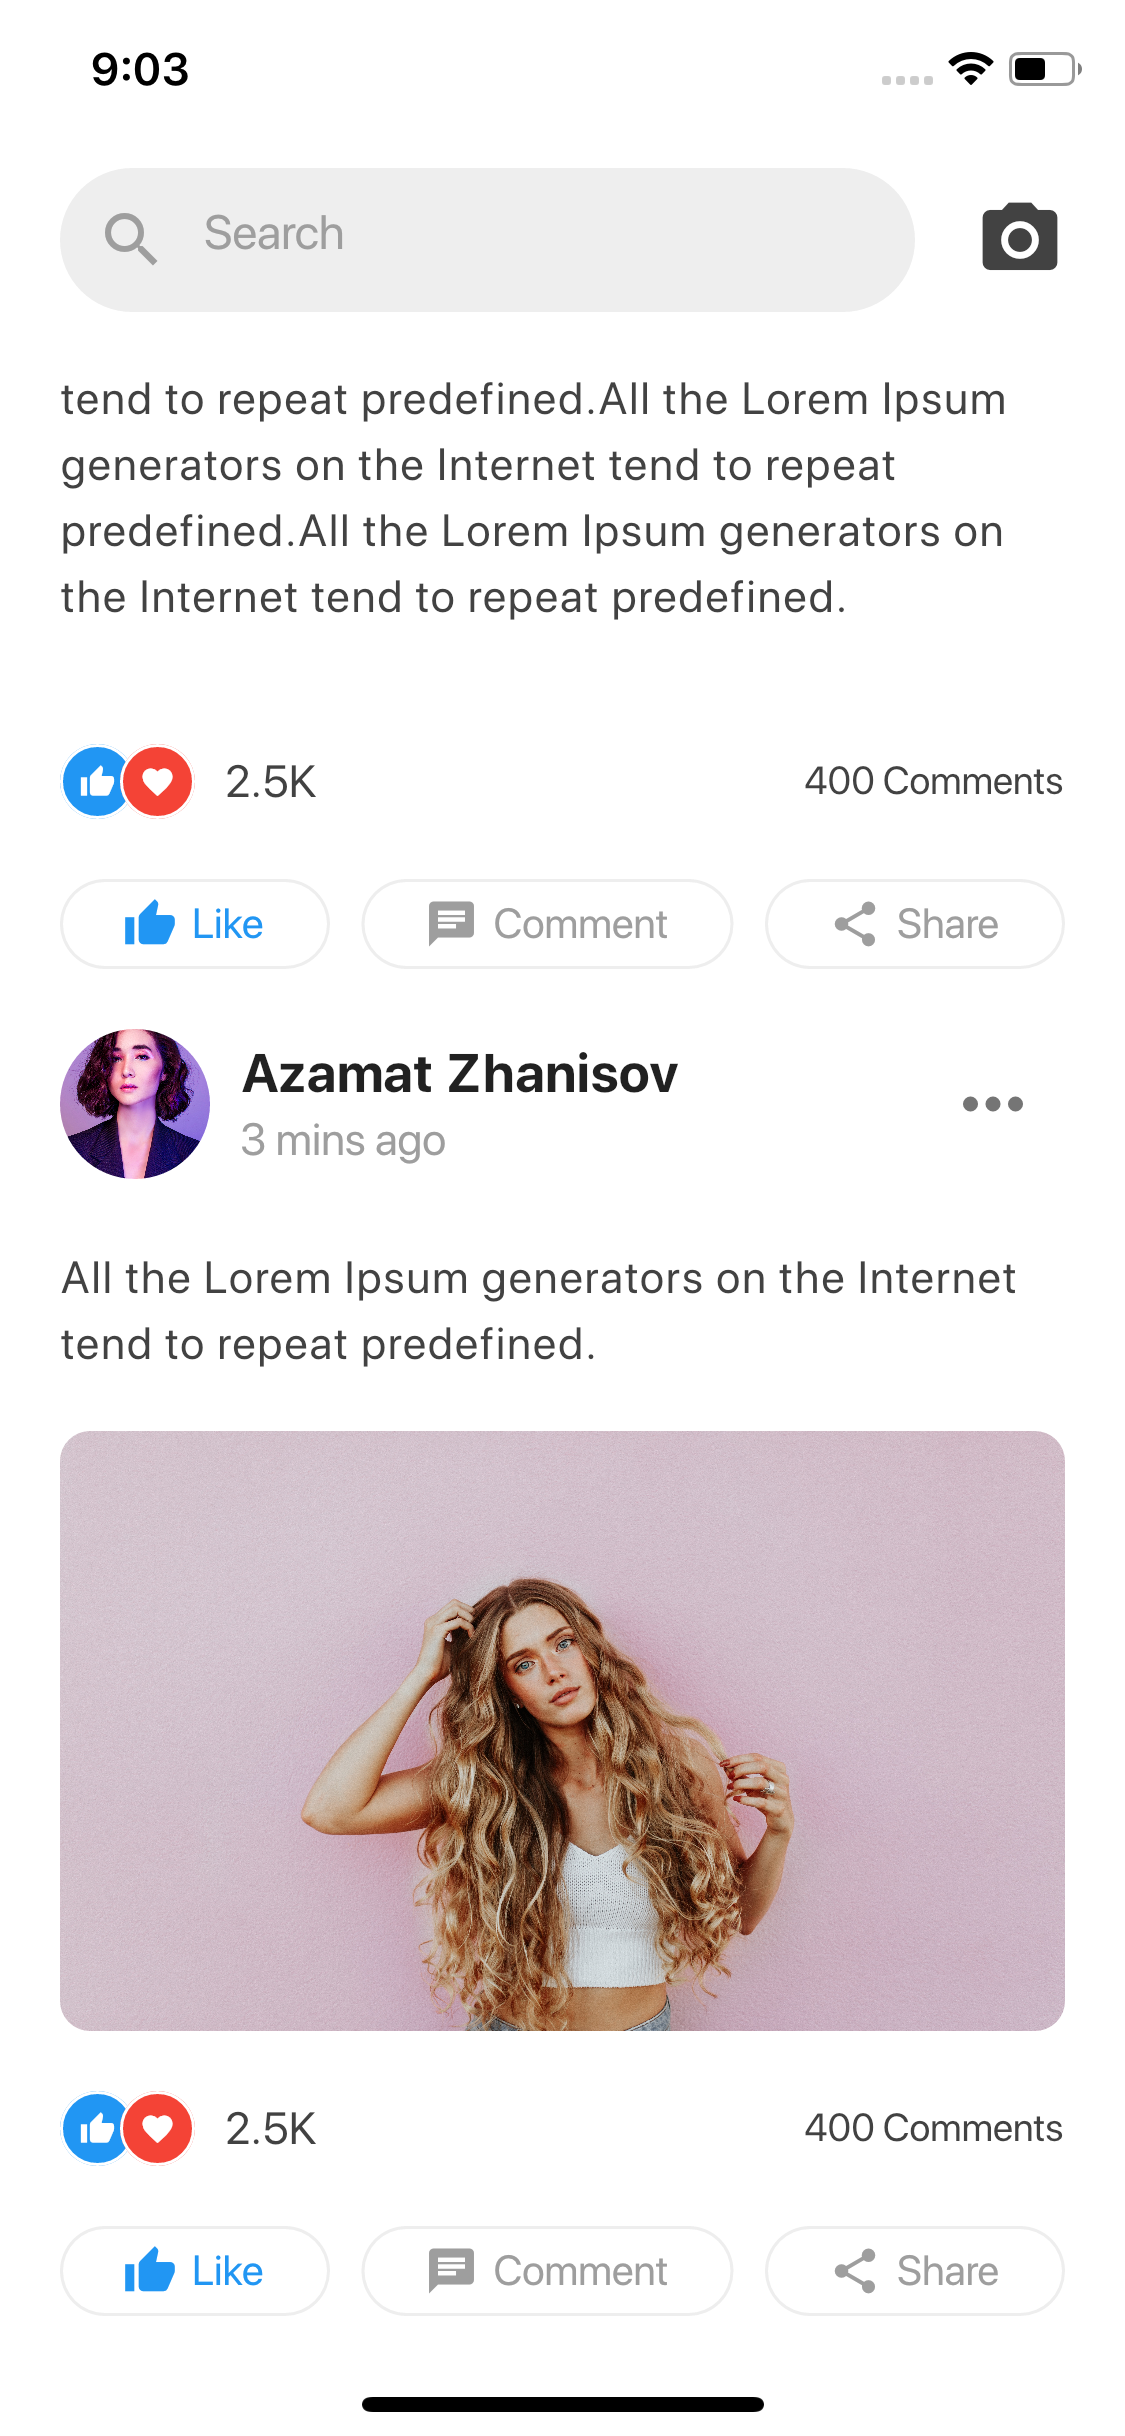 9:03
Search
tend to repeat predefined.All the Lorem Ipsum
generators on the Internet tend to repeat
predefined.All the Lorem Ipsum generators on
the Internet tend to repeat predefined.
2.5K 400 Comments
Like Comment Share
Azamat Zhanisov
3 mins ago
All the Lorem Ipsum generators on the Internet
tend to repeat predefined.
2.5K 400 Comments
Like Comment Share